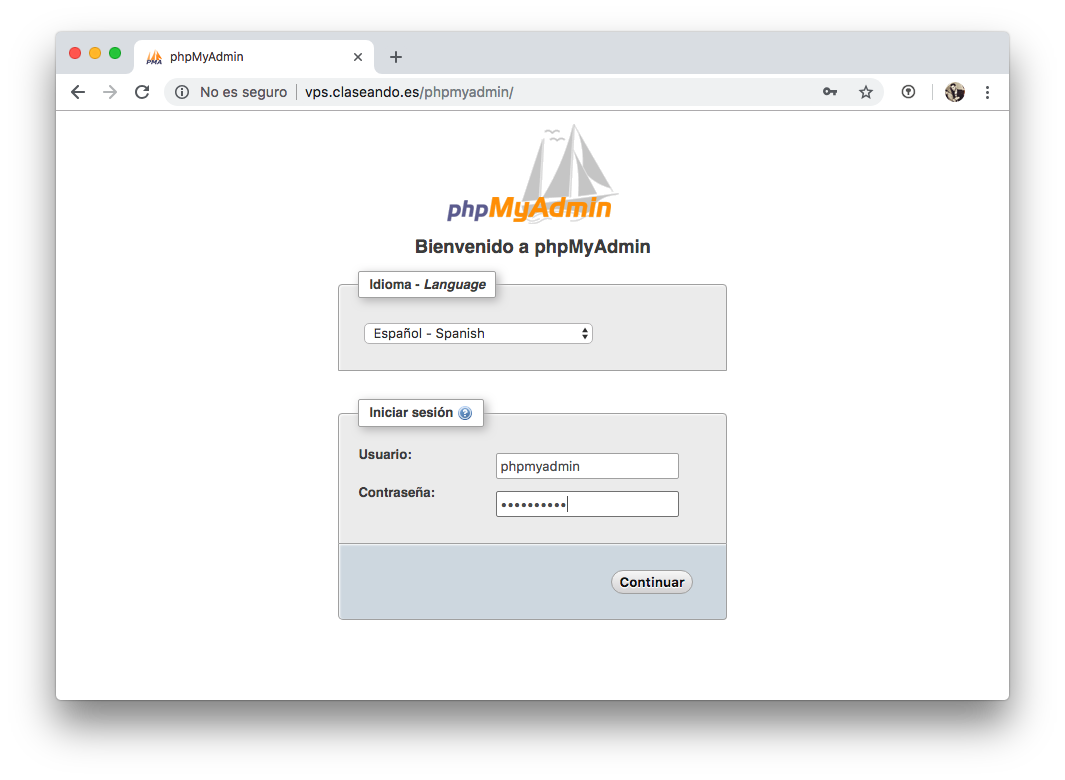 phpMyAdmin
No es seguro | vps.claseando.es/phpmyadmin/
phpMyAdmin
Bienvenido a phpMyAdmin
Idioma - Language
Español - Spanish
Iniciar sesión
Usuario:
phpmyadmin
Contraseña:
••••••••••
Continuar